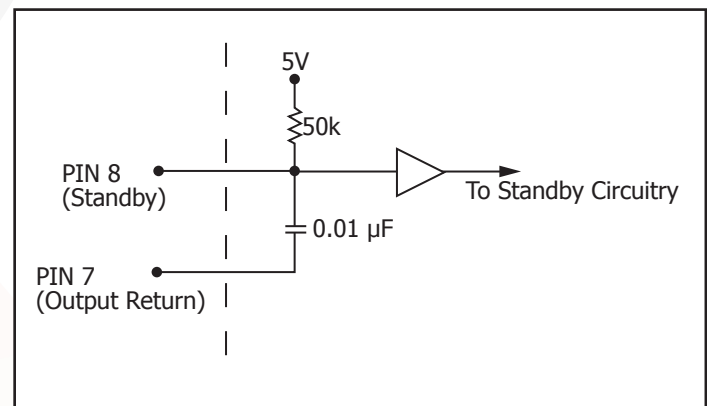 5V
50k
PIN 8
(Standby)
To Standby Circuitry
0.01 µF
PIN 7
(Output Return)